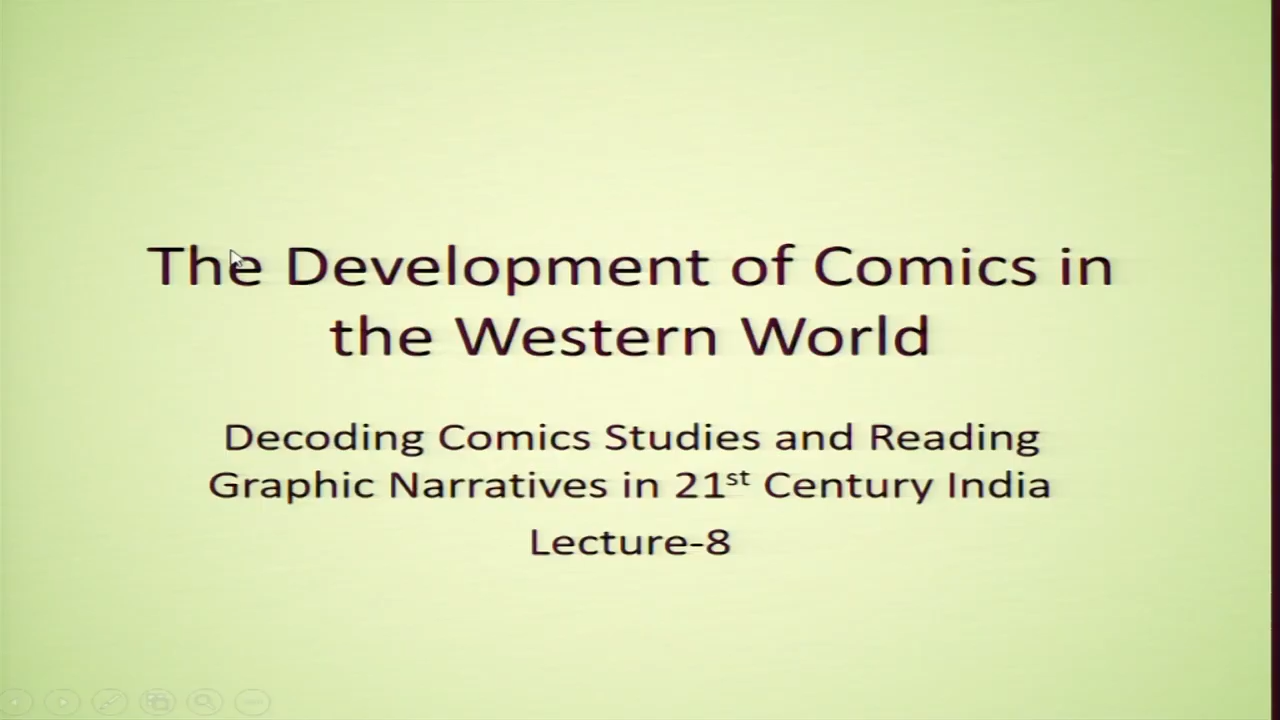 The Development of Comics in
the Western World
Decoding Comics Studies and Reading
Graphic Narratives in 21st Century India
Lecture-8